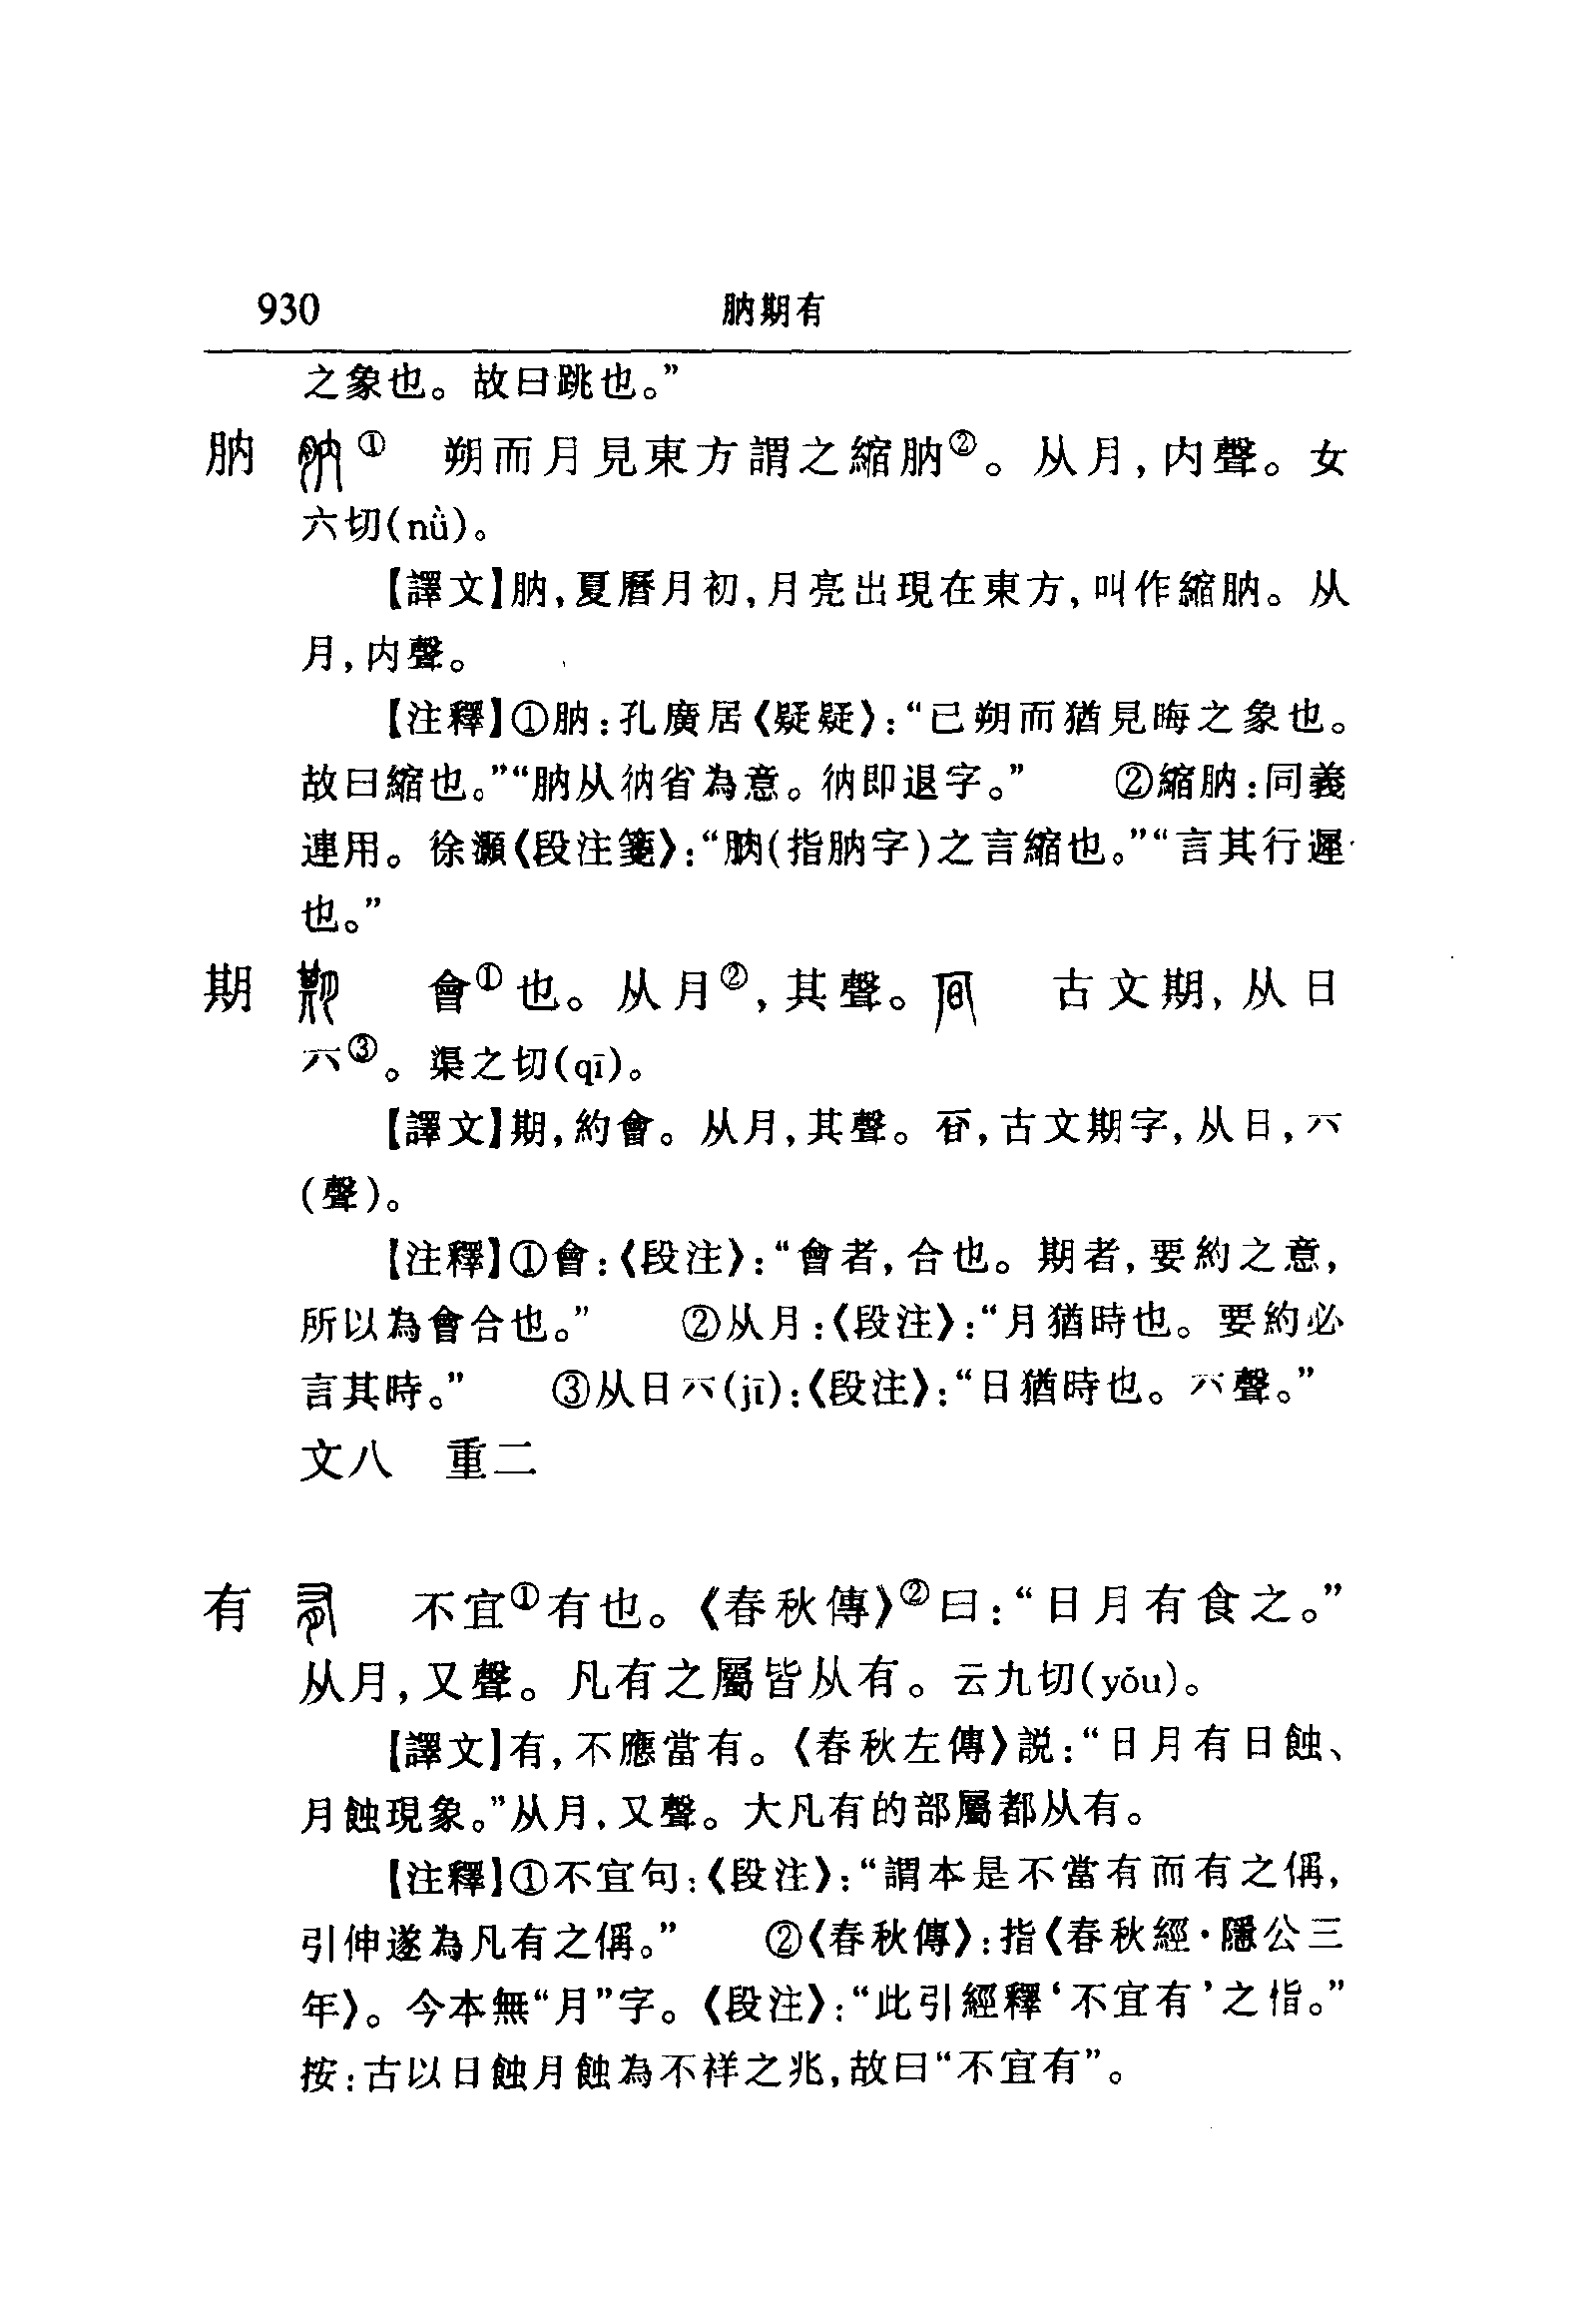 930 肭期有
之象也。故曰跳也。”
肭 ① 朔而月見東方謂之縮肭②。从月，内聲。女
六切(nǜ)。
【譯文】肭，夏曆月初，月亮出現在東方，叫作縮肭。从
月，内聲。
【注釋】①肭：孔廣居《疑疑》：“已朔而猶見晦之象也。
故曰縮也。”“肭从㣕省為意。㣕即退字。” ②縮肭：同義
連用。徐灝《段注箋》：“朒(指肭字)之言縮也。”“言其行遲
也。”
期 會①也。从月②，其聲。 古文期，从日
丌③。渠之切(qī)。
【譯文】期，約會。从月，其聲。𣅆，古文期字，从日，丌
(聲)。
【注釋】①會：《段注》：“會者，合也。期者，要約之意，
所以為會合也。” ②从月：《段注》：“月猶時也。要約必
言其時。” ③从日丌(jī)：《段注》：“日猶時也。丌聲。”
文八 重二
有 不宜①有也。《春秋傳》②曰：“日月有食之。”
从月，又聲。凡有之屬皆从有。云九切(yǒu)。
【譯文】有，不應當有。《春秋左傳》説：“日月有日蝕、
月蝕現象。”从月，又聲。大凡有的部屬都从有。
【注釋】①不宜句：《段注》：“謂本是不當有而有之偁，
引伸遂為凡有之偁。” ②《春秋傳》：指《春秋經·隱公三
年》。今本無“月”字。《段注》：“此引經釋‘不宜有’之恉。”
按：古以日蝕月蝕為不祥之兆，故曰“不宜有”。